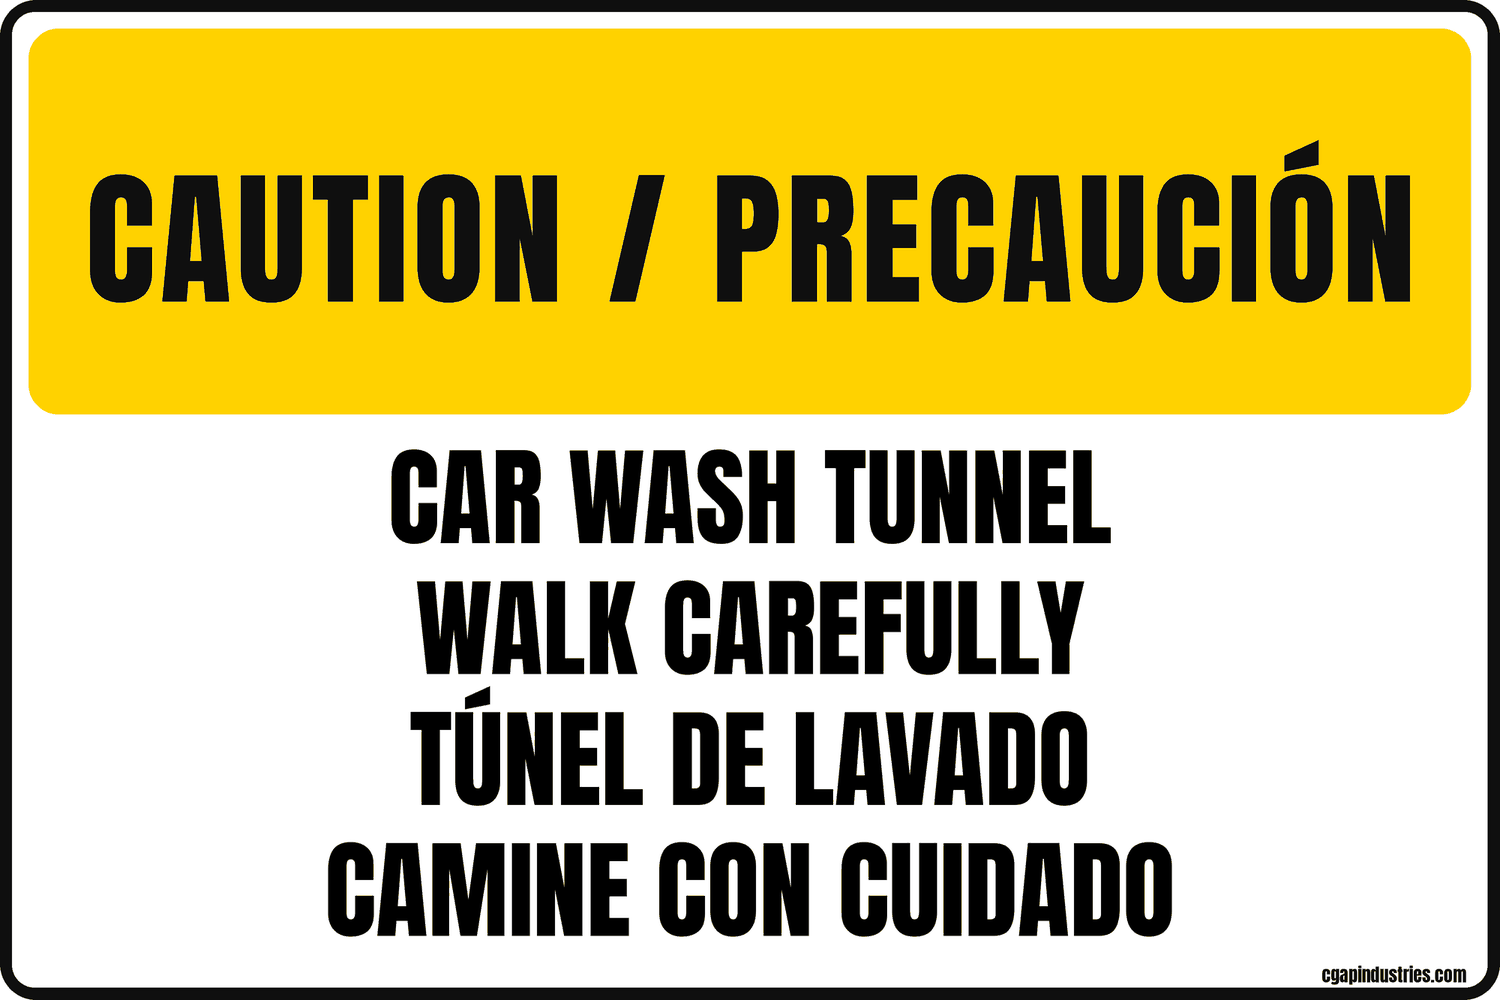 CAUTION / PRECAUCIÓN
CAR WASH TUNNEL
WALK CAREFULLY
TÚNEL DE LAVADO
CAMINE CON CUIDADO
cgapindustries.com